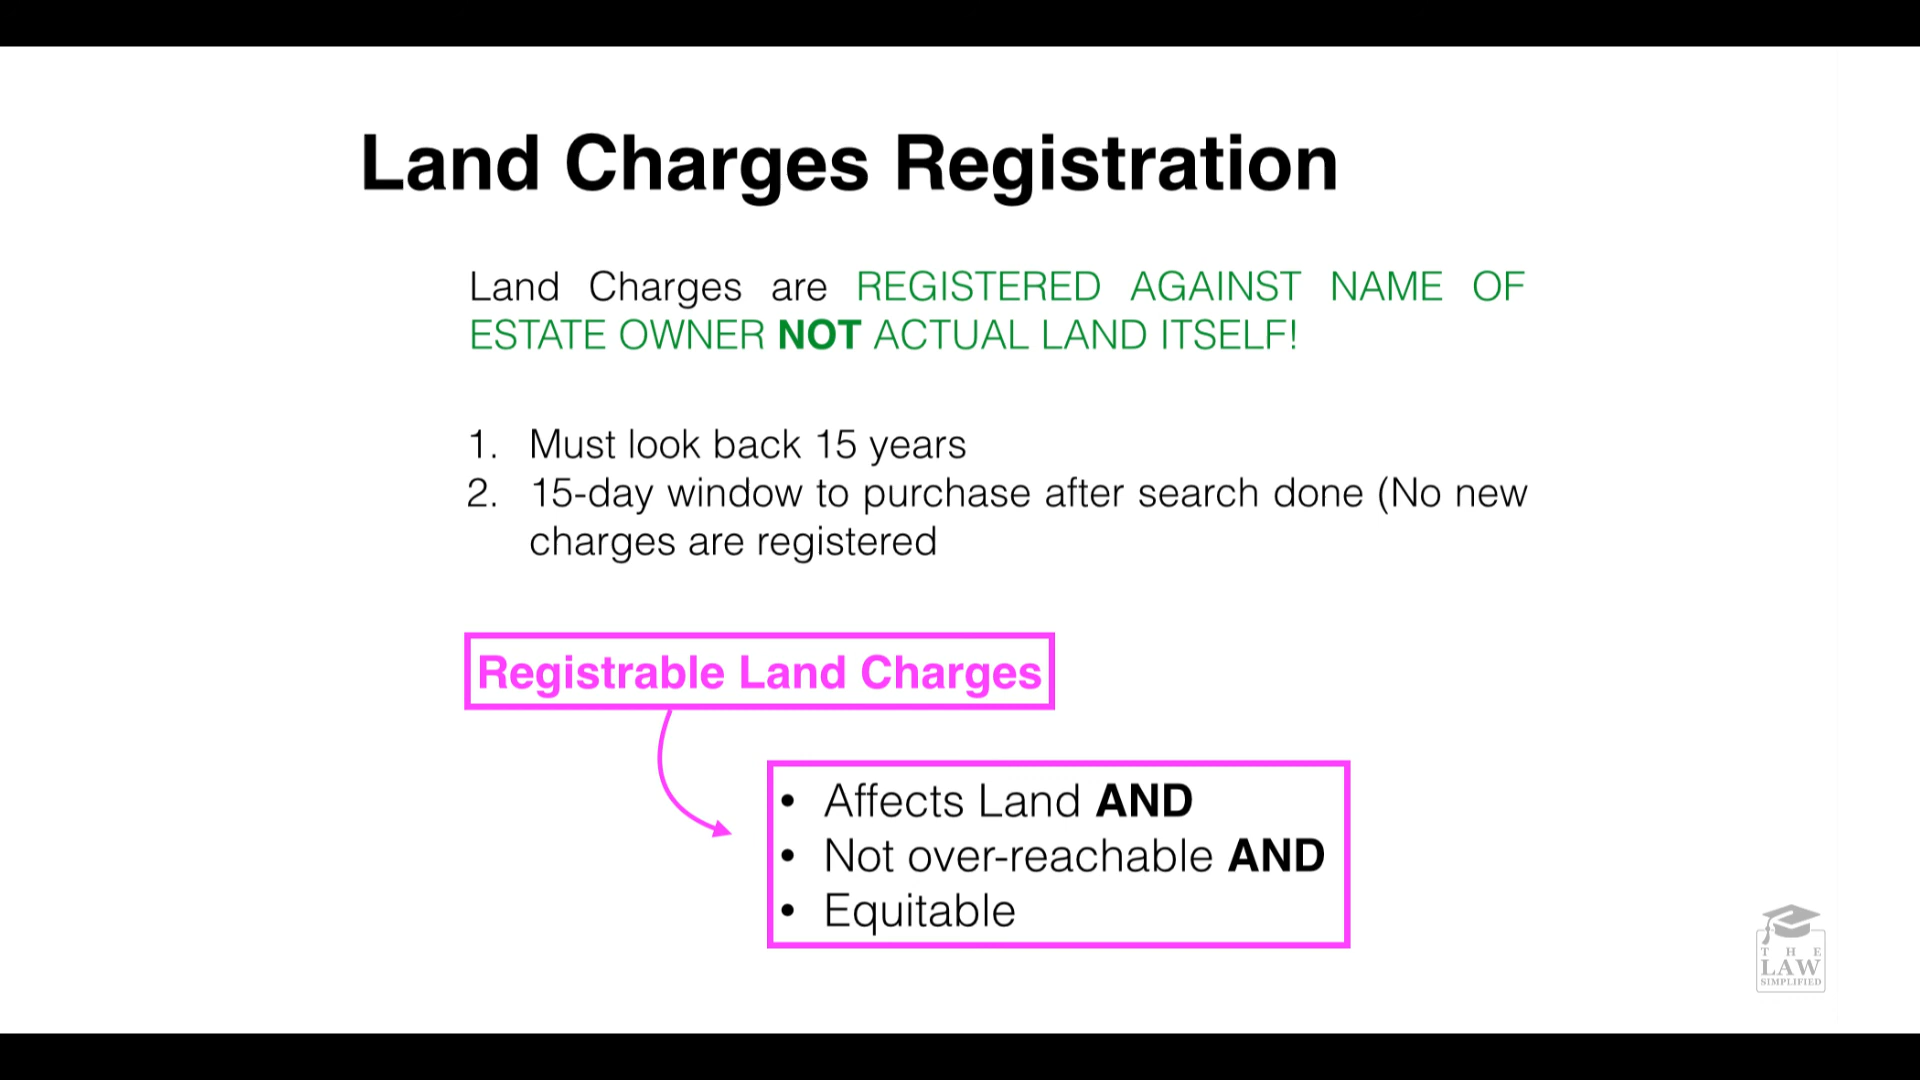 Land Charges Registration
Land Charges are REGISTERED AGAINST NAME OF
ESTATE OWNER NOT ACTUAL LAND ITSELF!
1. Must look back 15 years
2. 15-day window to purchase after search done (No new
charges are registered
Registrable Land Charges
• Affects Land AND
• Not over-reachable AND
• Equitable
THE
LAW
SIMPLIFIED